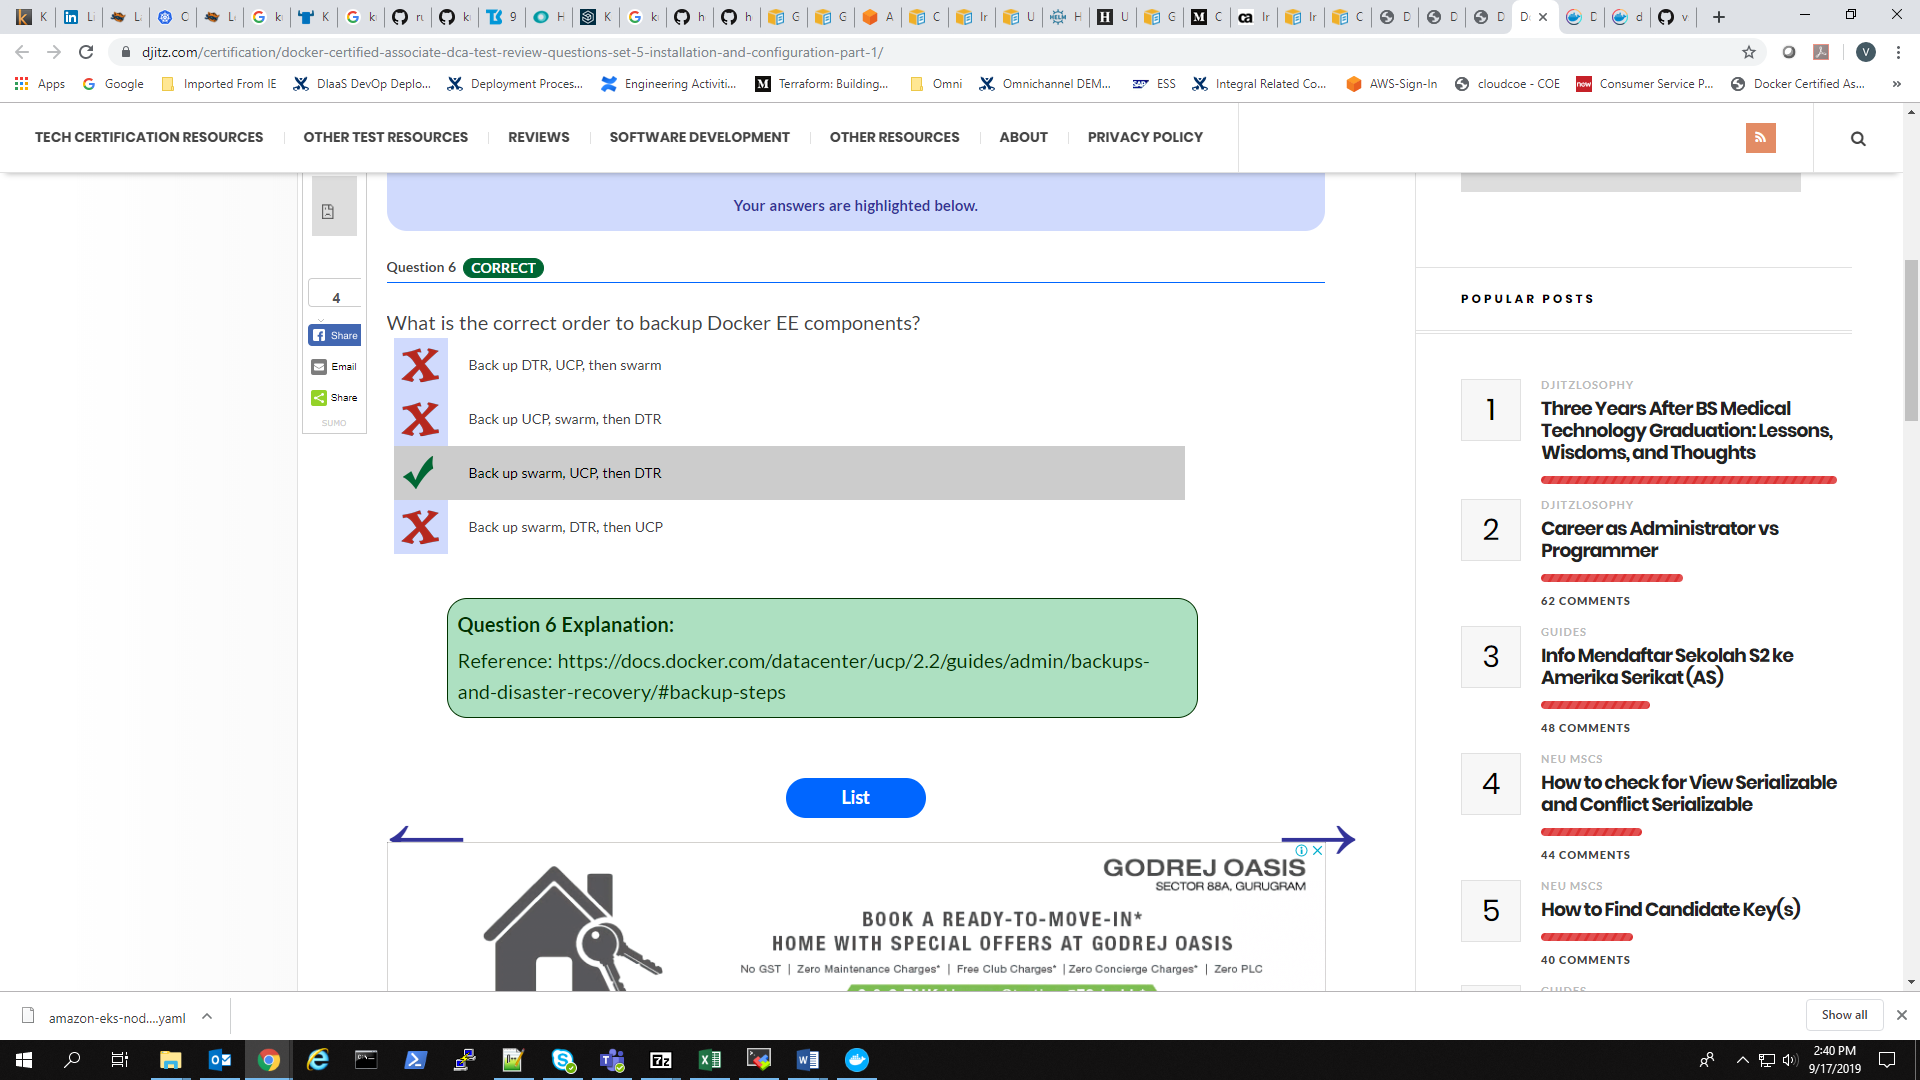 K
Li
La
C
Le
K
K
9
H
K
djitz.com/certification/docker-certified-associate-dca-test-review-questions-set-5-installation-and-configuration-part-1/
V
Apps
Google
Imported From IE
DIaaS DevOp Deplo...
Deployment Proces...
Engineering Activiti...
Terraform: Building...
Omni
Omnichannel DEM...
ESS
Integral Related Co...
AWS-Sign-In
cloudcoe - COE
Consumer Service P...
Docker Certified As...
»
TECH CERTIFICATION RESOURCES
OTHER TEST RESOURCES
REVIEWS
SOFTWARE DEVELOPMENT
OTHER RESOURCES
ABOUT
PRIVACY POLICY
Your answers are highlighted below.
Question 6 CORRECT
4
Share
Email
Share
SUMO
What is the correct order to backup Docker EE components?
Back up DTR, UCP, then swarm
Back up UCP, swarm, then DTR
Back up swarm, UCP, then DTR
Back up swarm, DTR, then UCP
Question 6 Explanation:
Reference: https://docs.docker.com/datacenter/ucp/2.2/guides/admin/backups-
and-disaster-recovery/#backup-steps
List
GODREJ OASIS
SECTOR 88A, GURUGRAM
BOOK A READY-TO-MOVE-IN*
HOME WITH SPECIAL OFFERS AT GODREJ OASIS
No GST | Zero Maintenance Charges* | Free Club Charges* | Zero Concierge Charges* | Zero PLC
POPULAR POSTS
1
DJITZLOSOPHY
Three Years After BS Medical
Technology Graduation: Lessons,
Wisdoms, and Thoughts
2
DJITZLOSOPHY
Career as Administrator vs
Programmer
62 COMMENTS
3
GUIDES
Info Mendaftar Sekolah S2 ke
Amerika Serikat (AS)
48 COMMENTS
4
NEU MSCS
How to check for View Serializable
and Conflict Serializable
44 COMMENTS
5
NEU MSCS
How to Find Candidate Key(s)
40 COMMENTS
GUIDES
amazon-eks-nod....yaml
Show all
2:40 PM
9/17/2019